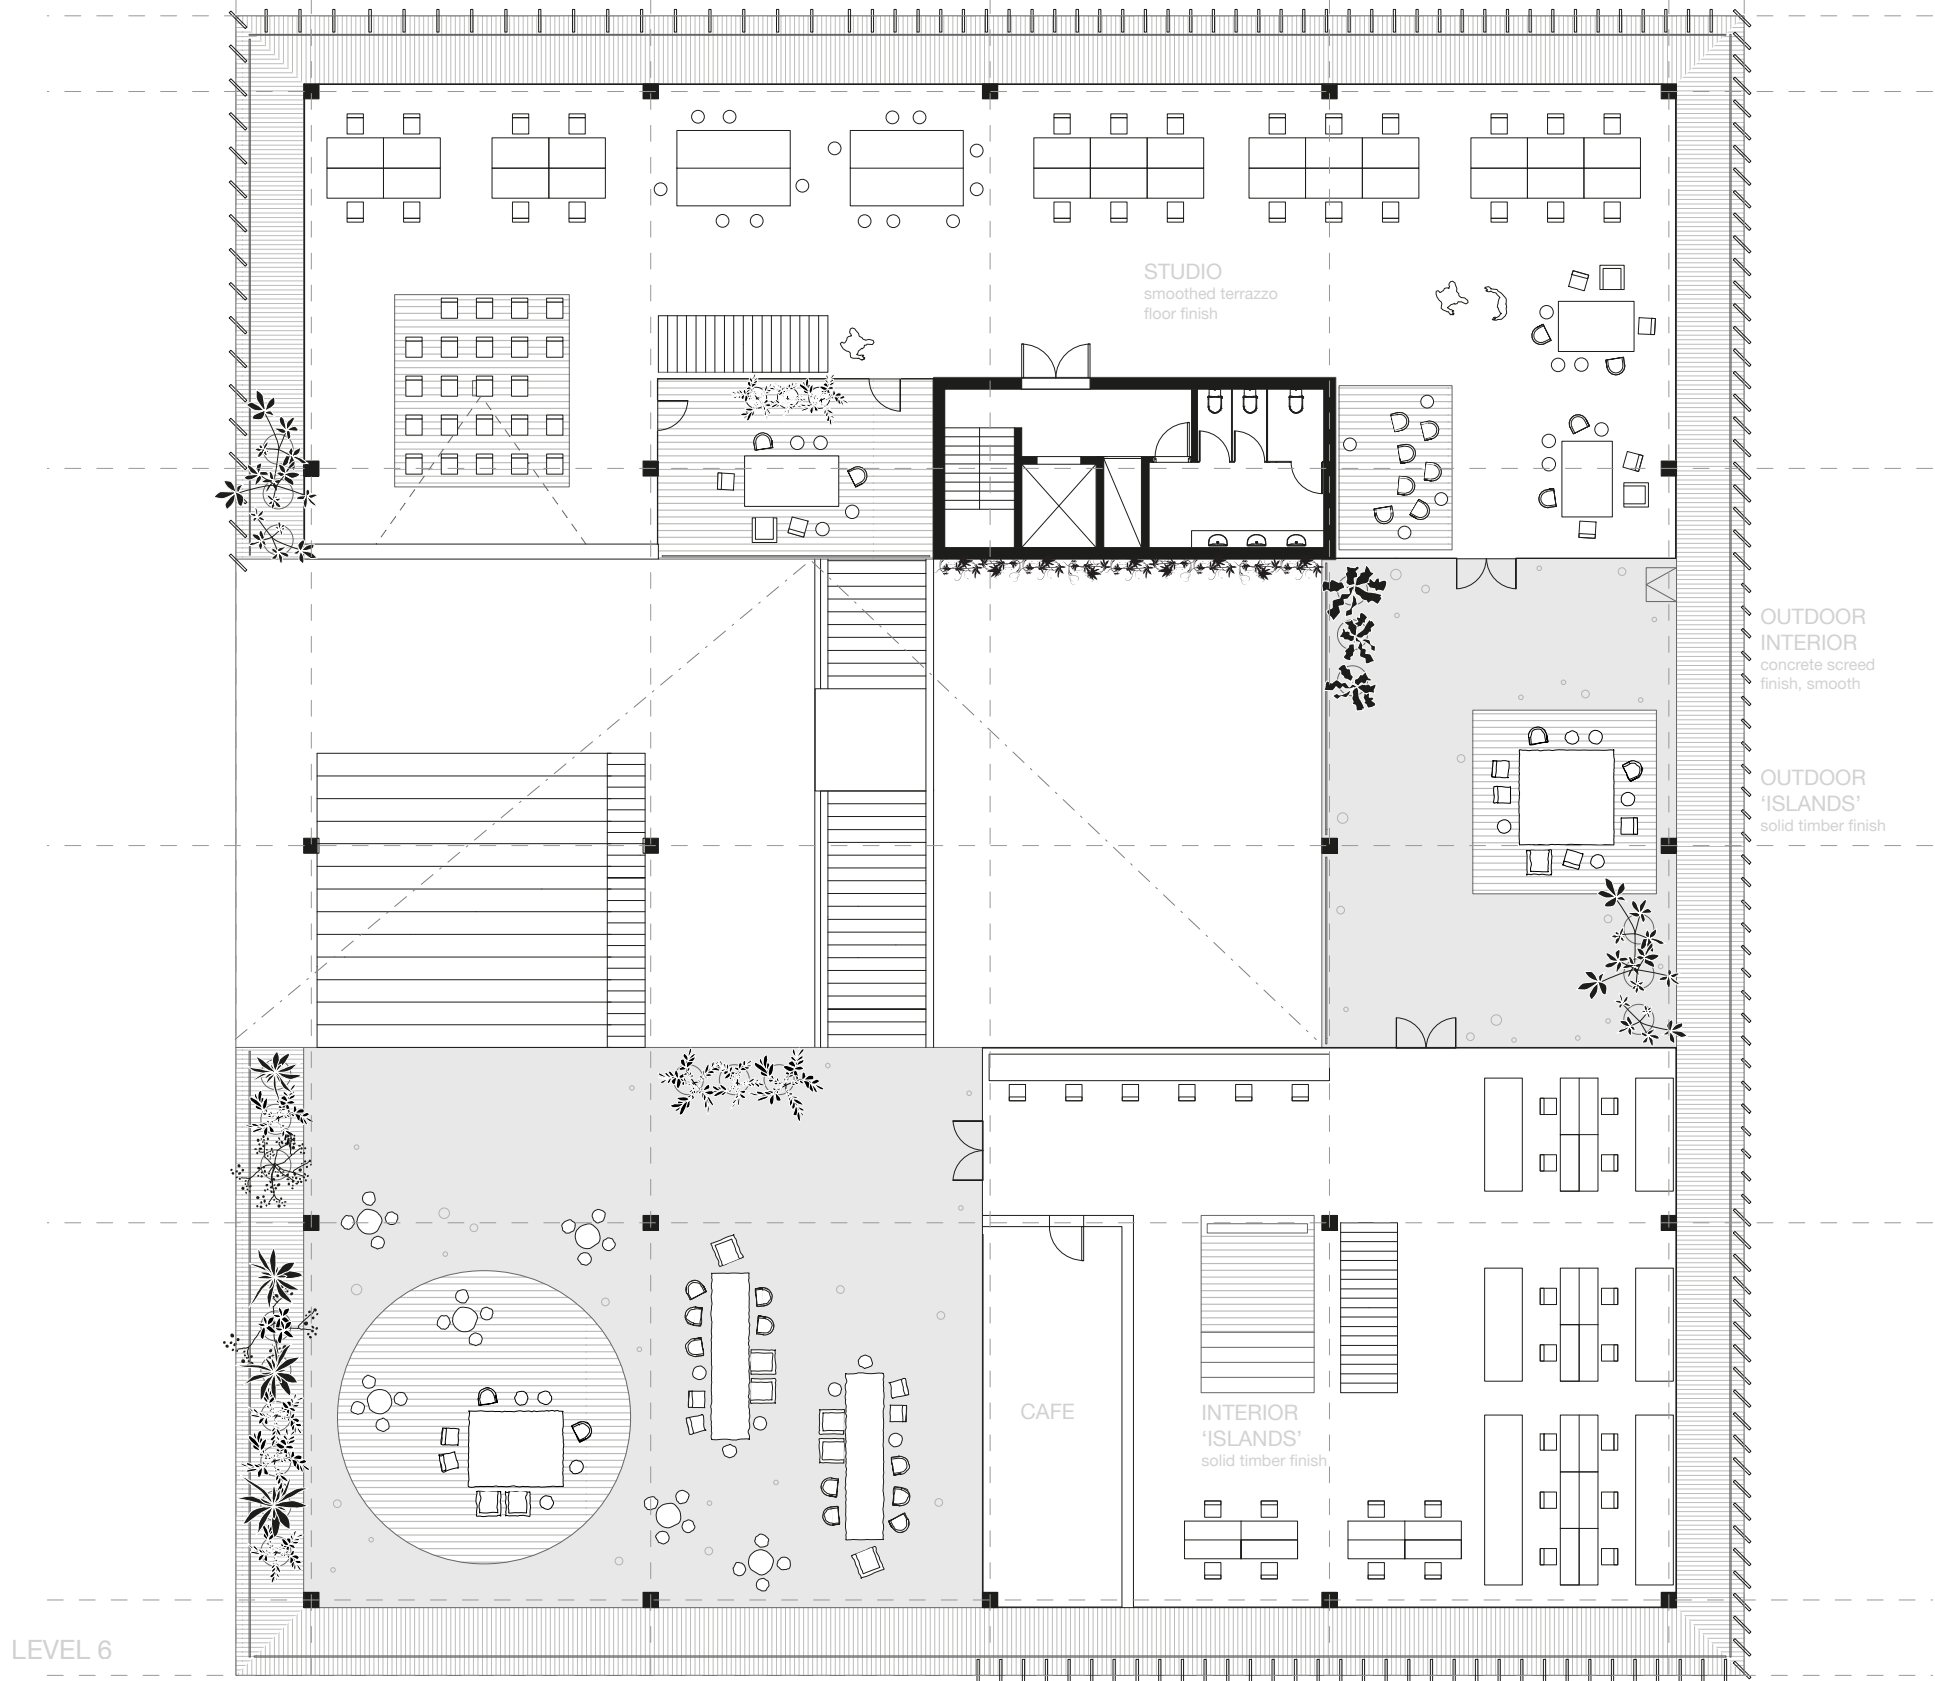 STUDIO
smoothed terrazzo
floor finish
OUTDOOR
INTERIOR
concrete screed
finish, smooth
OUTDOOR
‘ISLANDS’
solid timber finish
CAFE
INTERIOR
‘ISLANDS’
solid timber finish
LEVEL 6